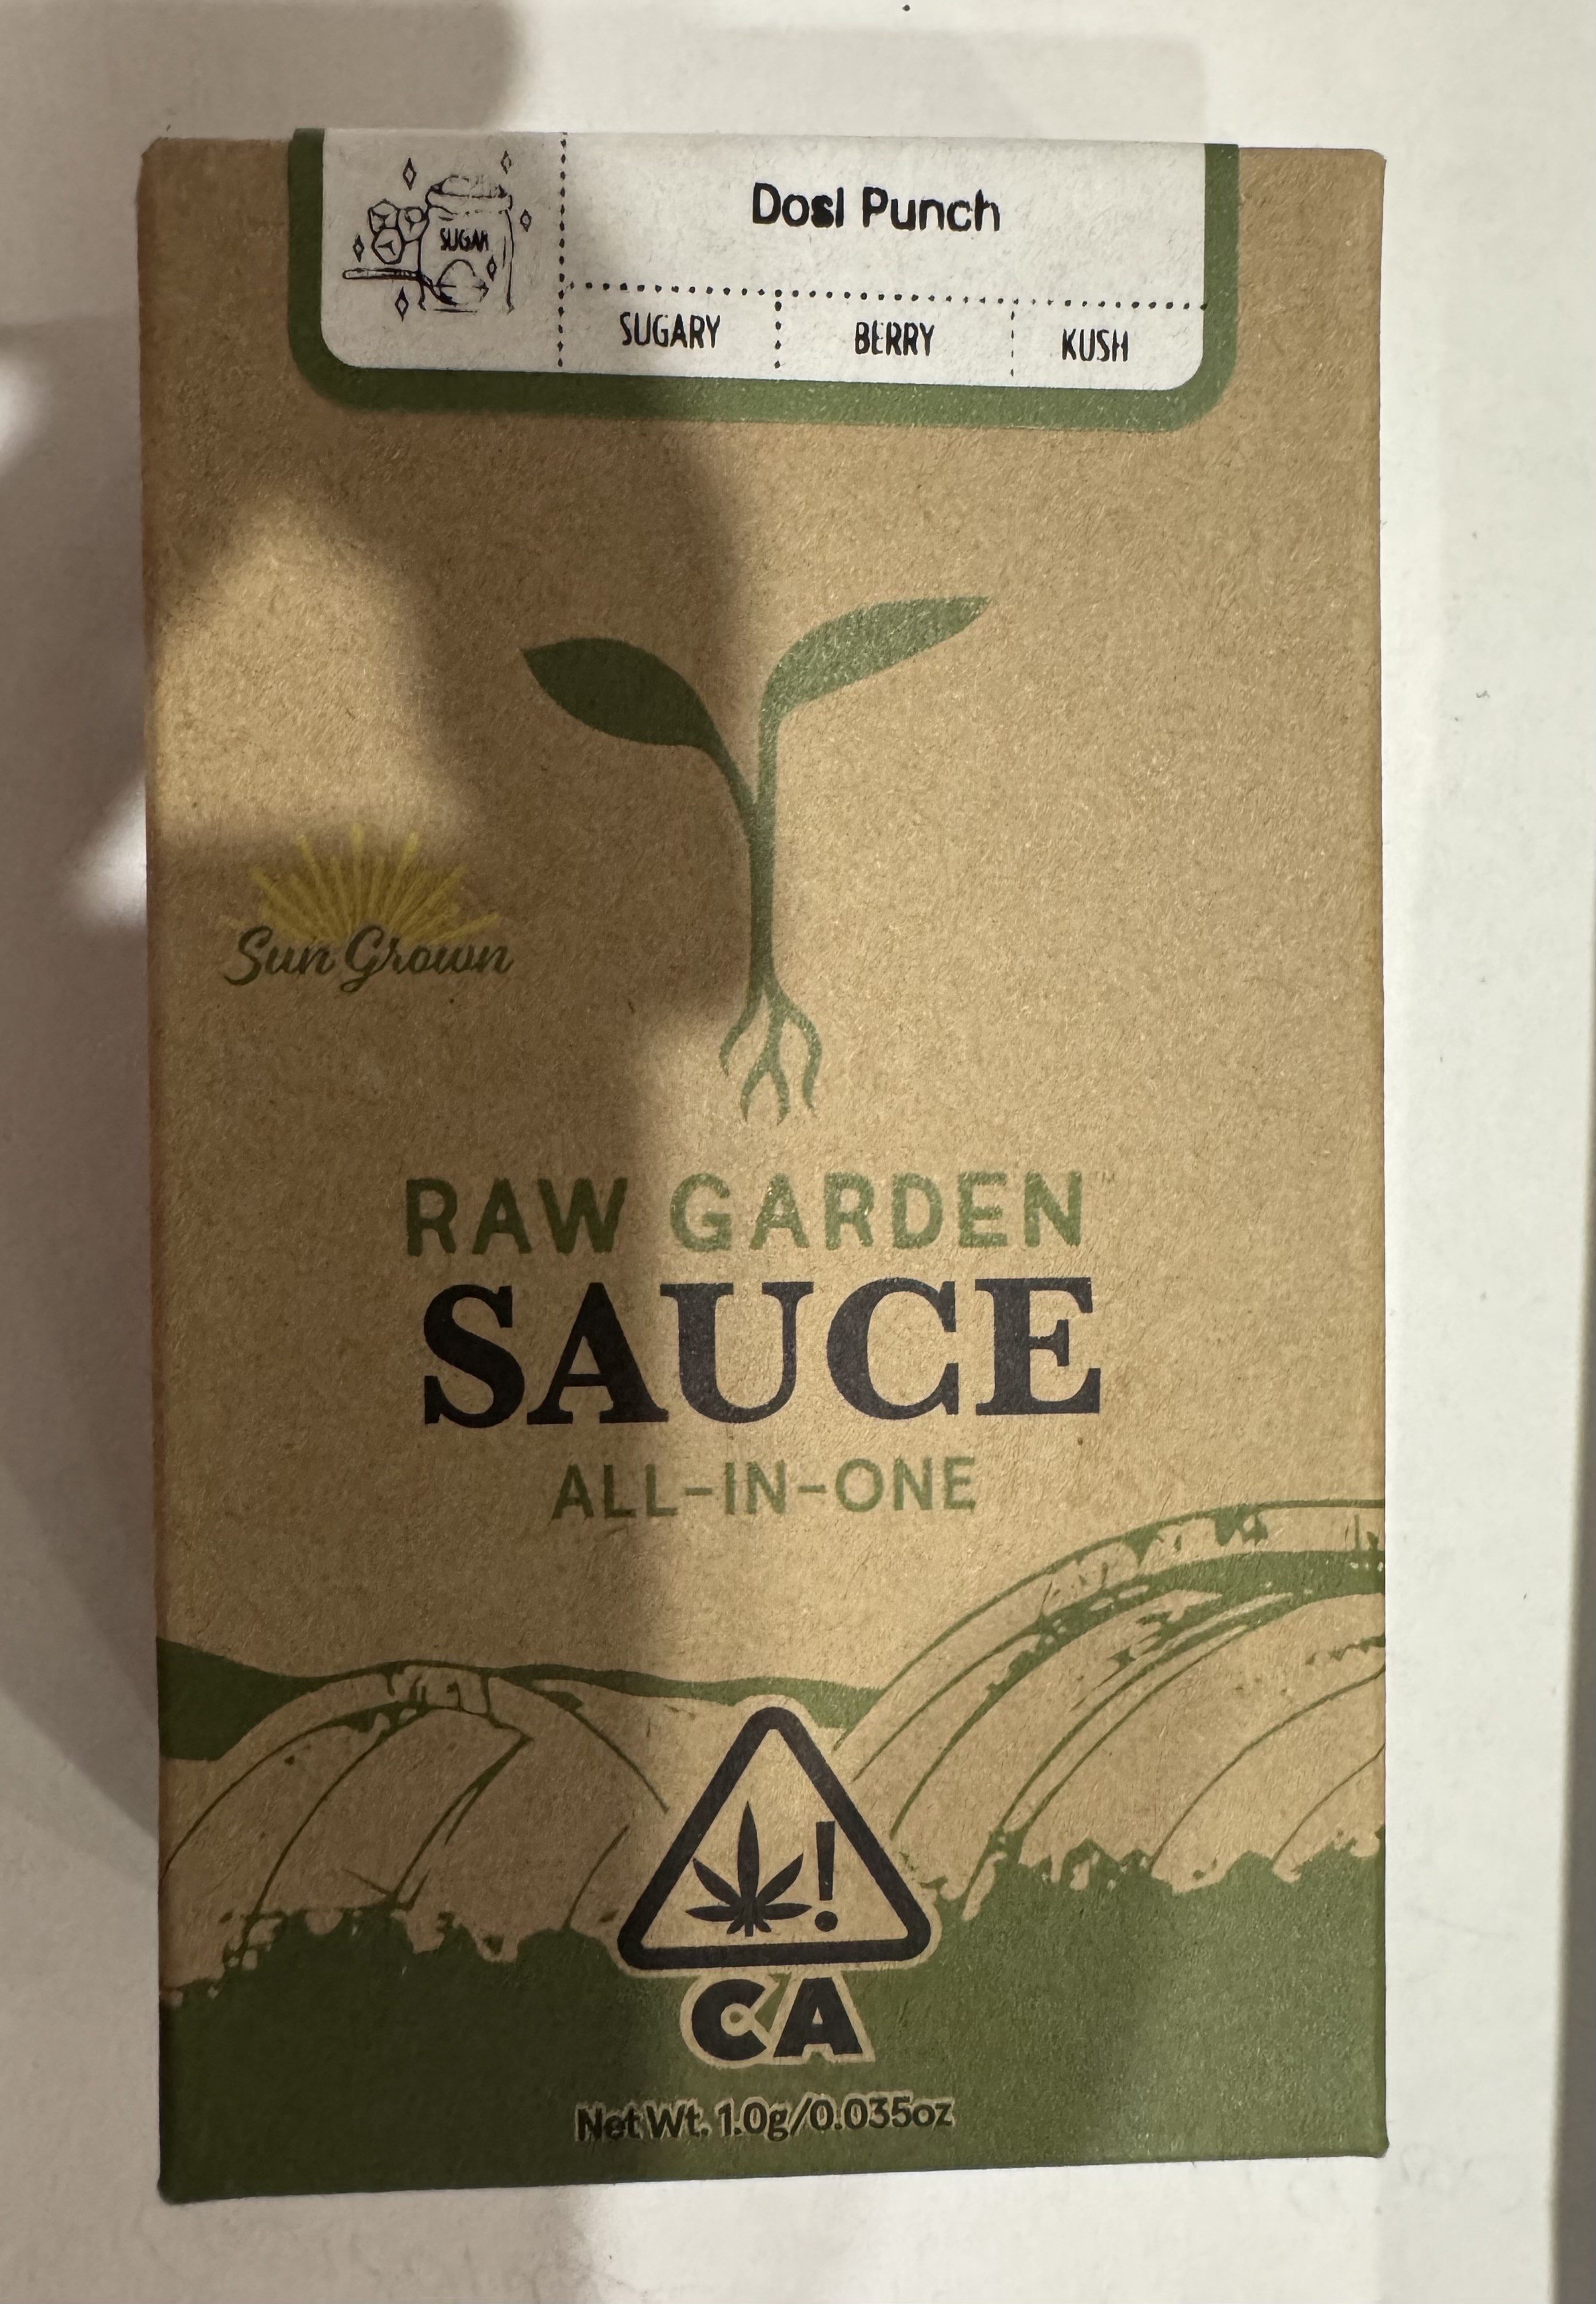 Dosi Punch
SUGAR
SUGARY BERRY KUSH
Sun Grown
RAW GARDEN
SAUCE
ALL-IN-ONE
!
CA
Net Wt. 1.0g/0.035oz